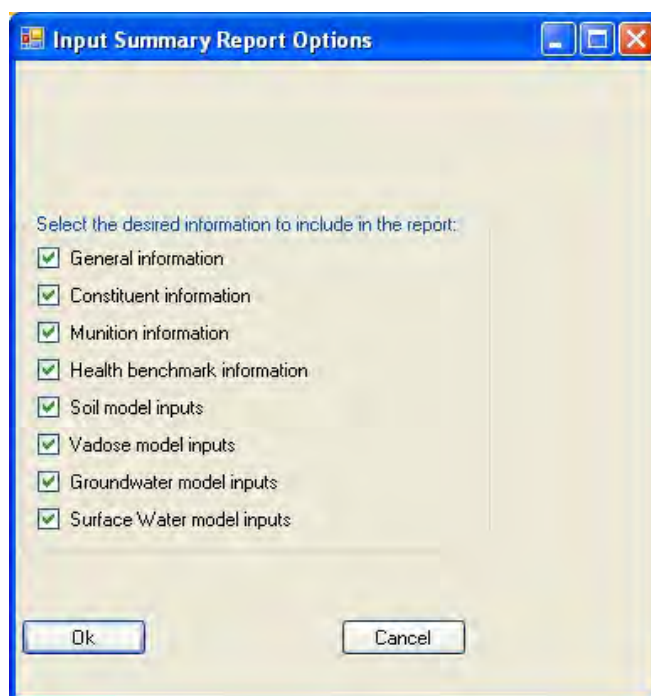 Input Summary Report Options
Select the desired information to include in the report:
General information
Constituent information
Munition information
Health benchmark information
Soil model inputs
Vadose model inputs
Groundwater model inputs
Surface Water model inputs
Ok Cancel